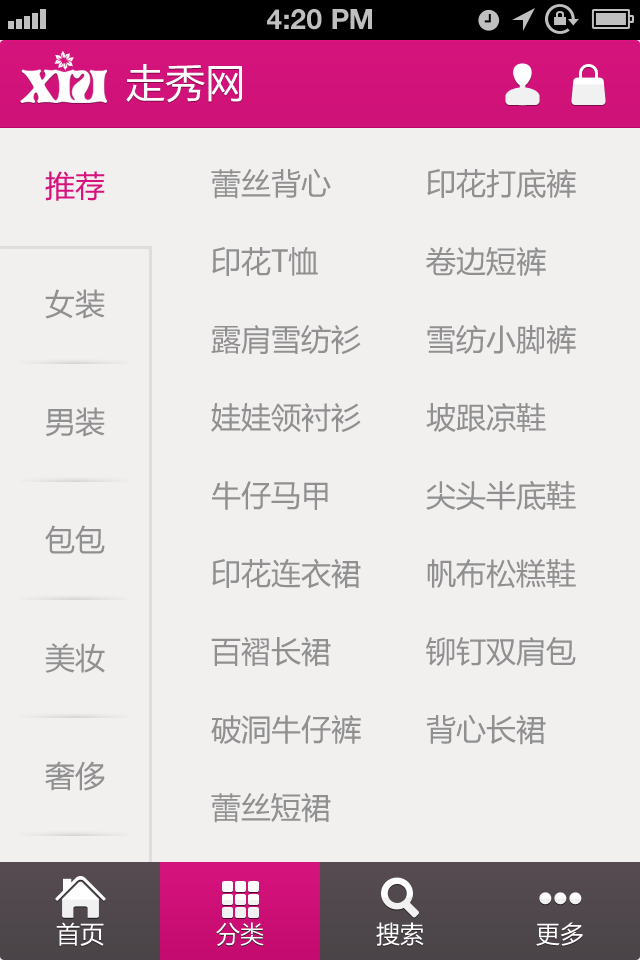 4:20 PM
XIU 走秀网
推荐
女装
男装
包包
美妆
奢侈
蕾丝背心 印花打底裤
印花T恤 卷边短裤
露肩雪纺衫 雪纺小脚裤
娃娃领衬衫 坡跟凉鞋
牛仔马甲 尖头半底鞋
印花连衣裙 帆布松糕鞋
百褶长裙 铆钉双肩包
破洞牛仔裤 背心长裙
蕾丝短裙
首页 分类 搜索 更多